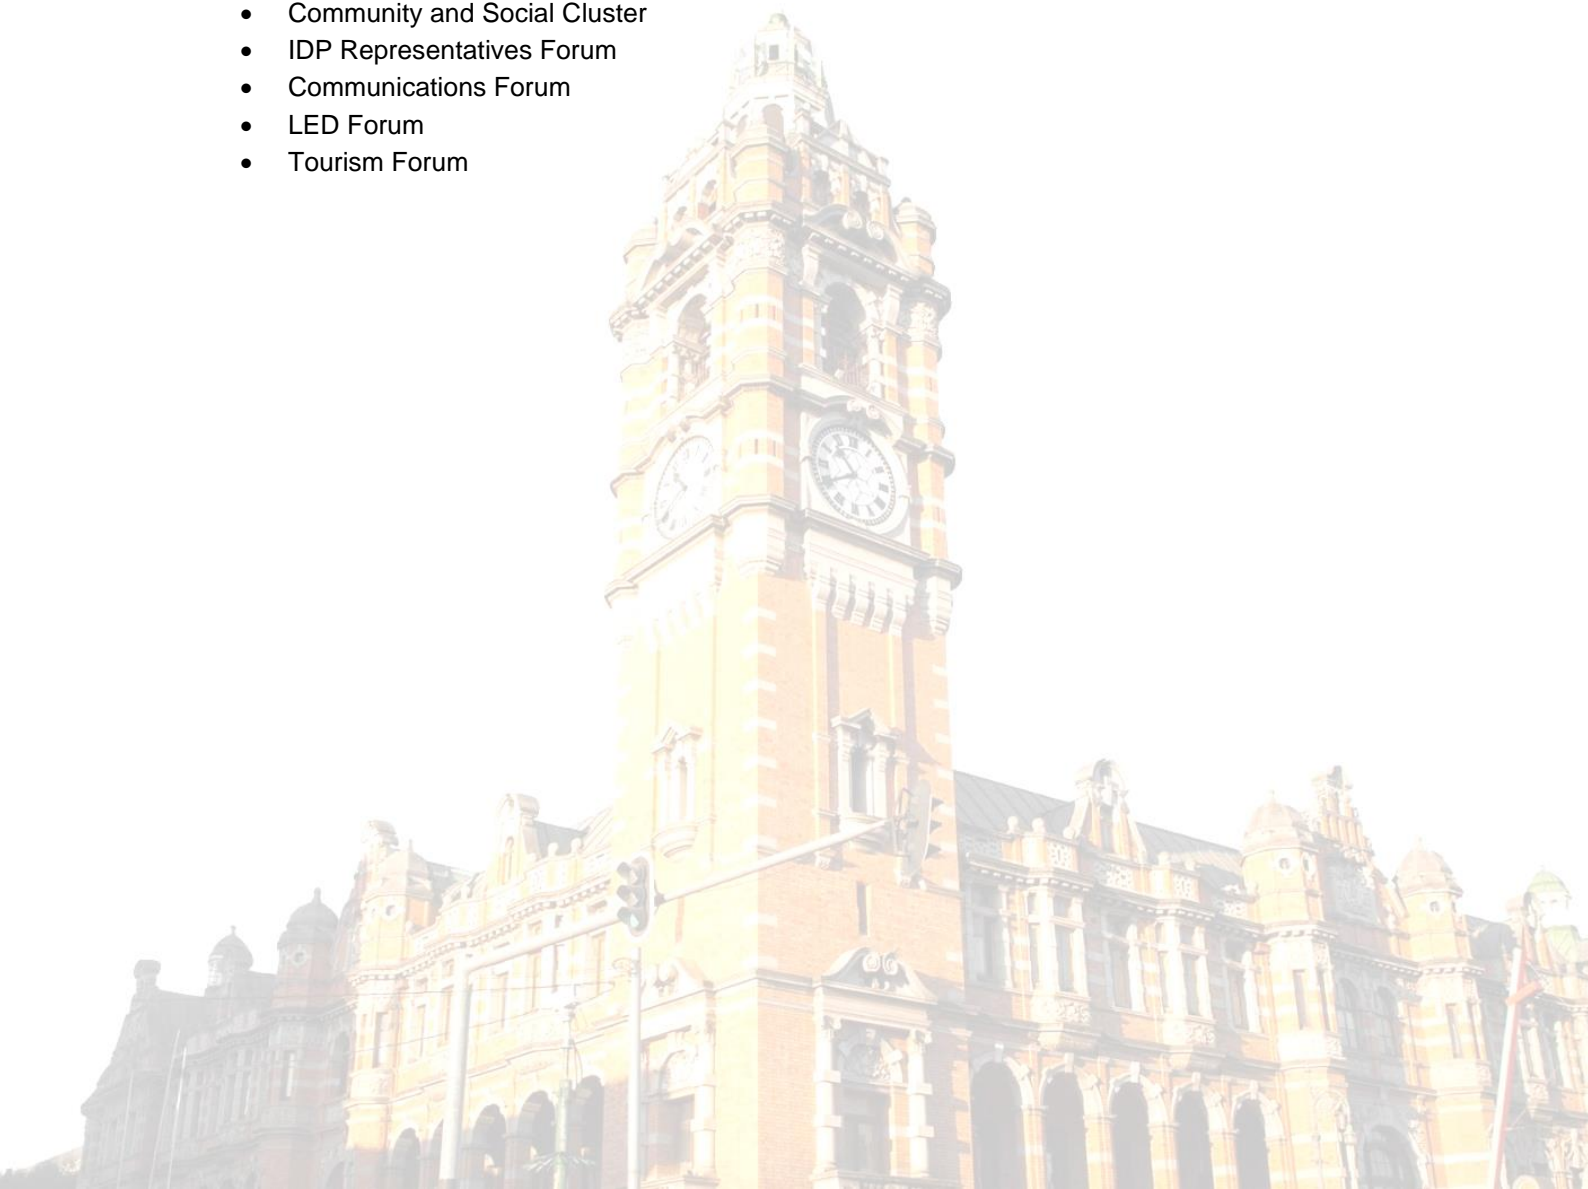 • Community and Social Cluster
• IDP Representatives Forum
• Communications Forum
• LED Forum
• Tourism Forum